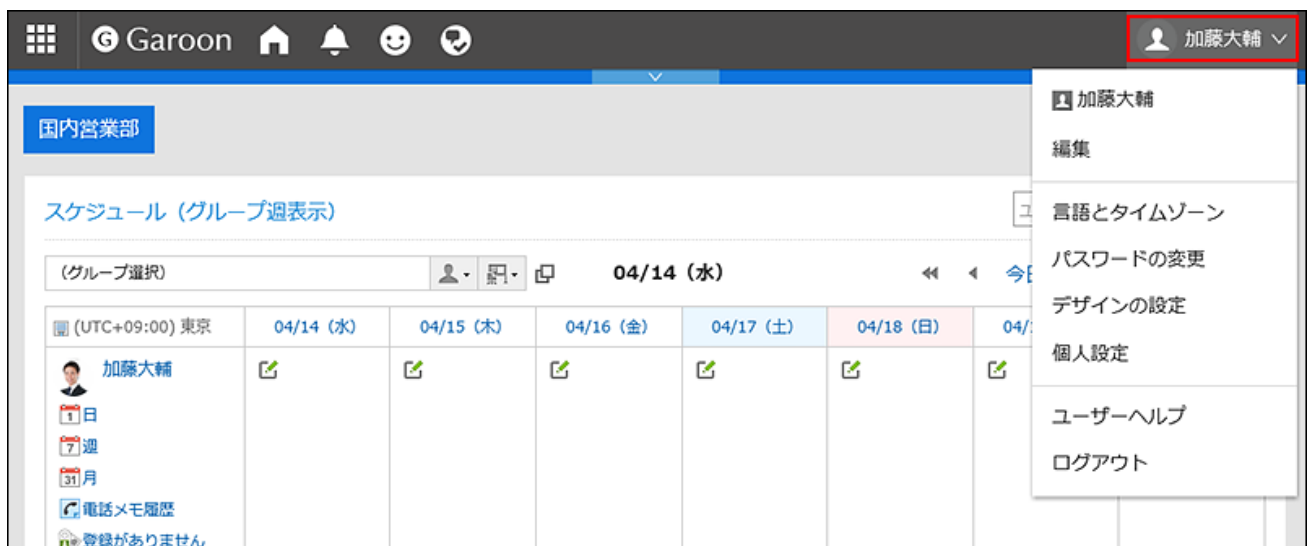 Garoon
加藤大輔
加藤大輔
編集
言語とタイムゾーン
パスワードの変更
デザインの設定
個人設定
ユーザーヘルプ
ログアウト
国内営業部
スケジュール（グループ週表示）
(グループ選択) 04/14（水）
(UTC+09:00) 東京 04/14（水） 04/15（木） 04/16（金） 04/17（土） 04/18（日） 04/
加藤大輔
1 日
7 週
31 月
電話メモ履歴
登録がありません